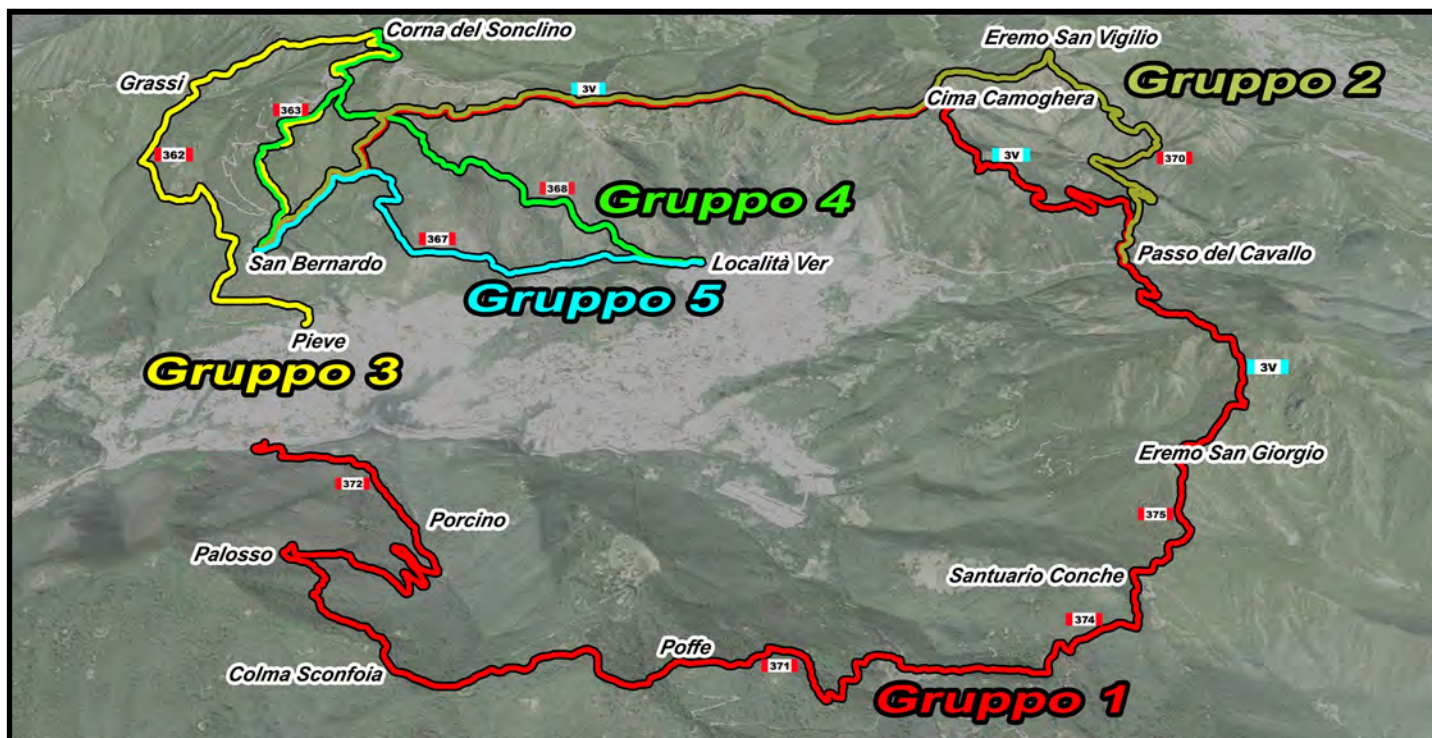 Corna del Sonclino
Eremo San Vigilio
Grassi
Gruppo 2
3V
Cima Camoghera
363
362
3V
370
368
Gruppo 4
367
San Bernardo
Località Ver
Passo del Cavallo
Gruppo 5
Pieve
Gruppo 3
3V
Eremo San Giorgio
372
Porcino
375
Palosso
Santuario Conche
374
Poffe
371
Colma Sconfoia
Gruppo 1